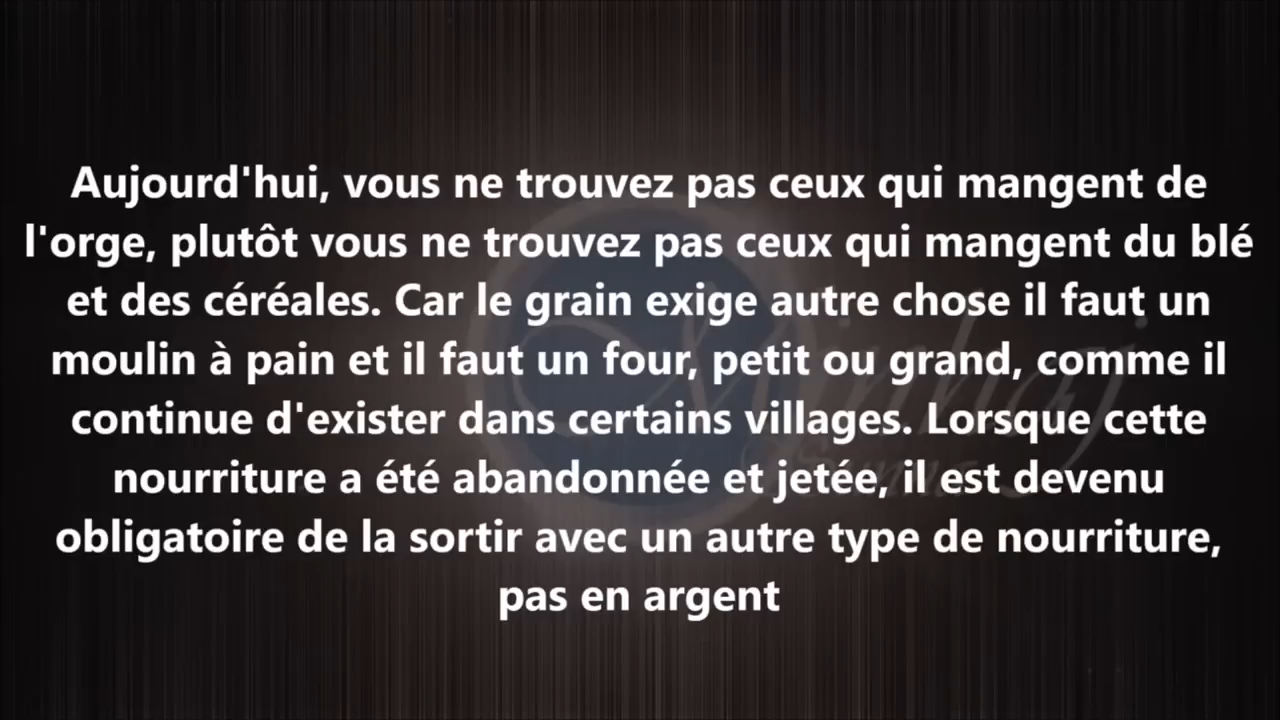 Aujourd'hui, vous ne trouvez pas ceux qui mangent de
l'orge, plutôt vous ne trouvez pas ceux qui mangent du blé
et des céréales. Car le grain exige autre chose il faut un
moulin à pain et il faut un four, petit ou grand, comme il
continue d'exister dans certains villages. Lorsque cette
nourriture a été abandonnée et jetée, il est devenu
obligatoire de la sortir avec un autre type de nourriture,
pas en argent
Minhaj